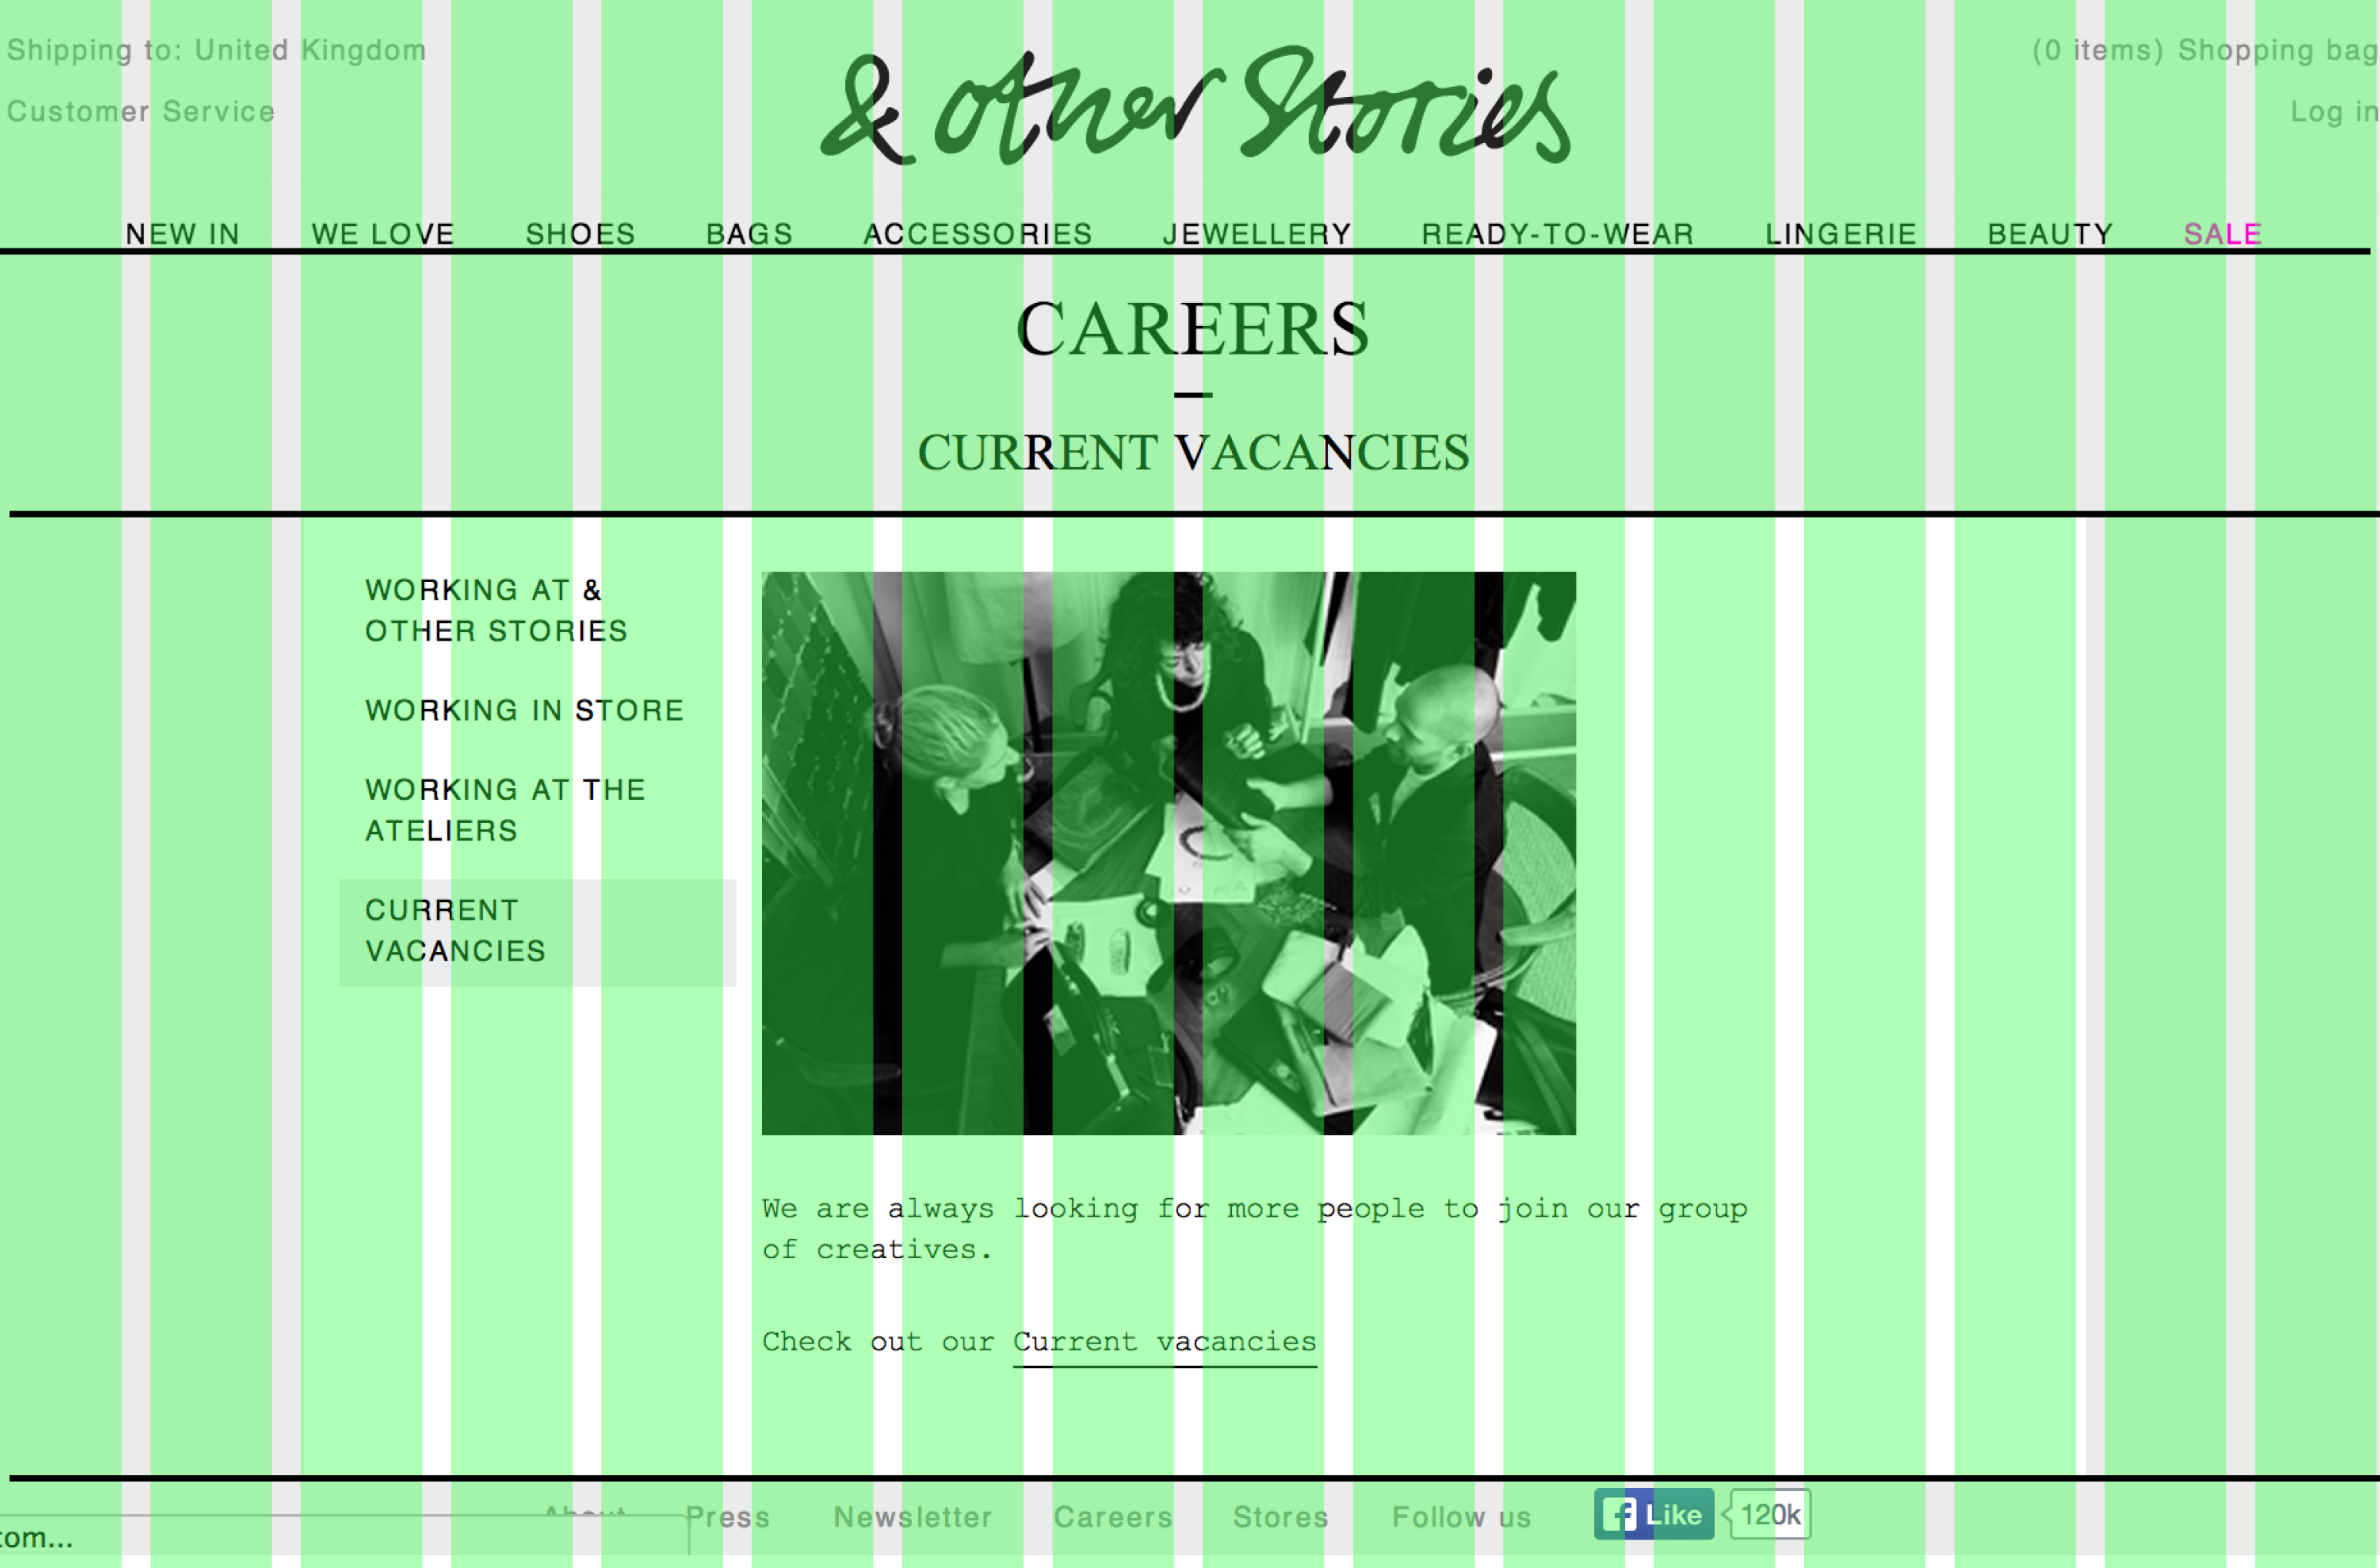 Shipping to: United Kingdom
(0 items) Shopping bag
Customer Service
Log in
& other Stories
NEW IN WE LOVE SHOES BAGS ACCESSORIES JEWELLERY READY-TO-WEAR LINGERIE BEAUTY SALE
CAREERS
CURRENT VACANCIES
WORKING AT &
OTHER STORIES
WORKING IN STORE
WORKING AT THE
ATELIERS
CURRENT
VACANCIES
We are always looking for more people to join our group
of creatives.
Check out our Current vacancies
About Press Newsletter Careers Stores Follow us Like 120k
tom...